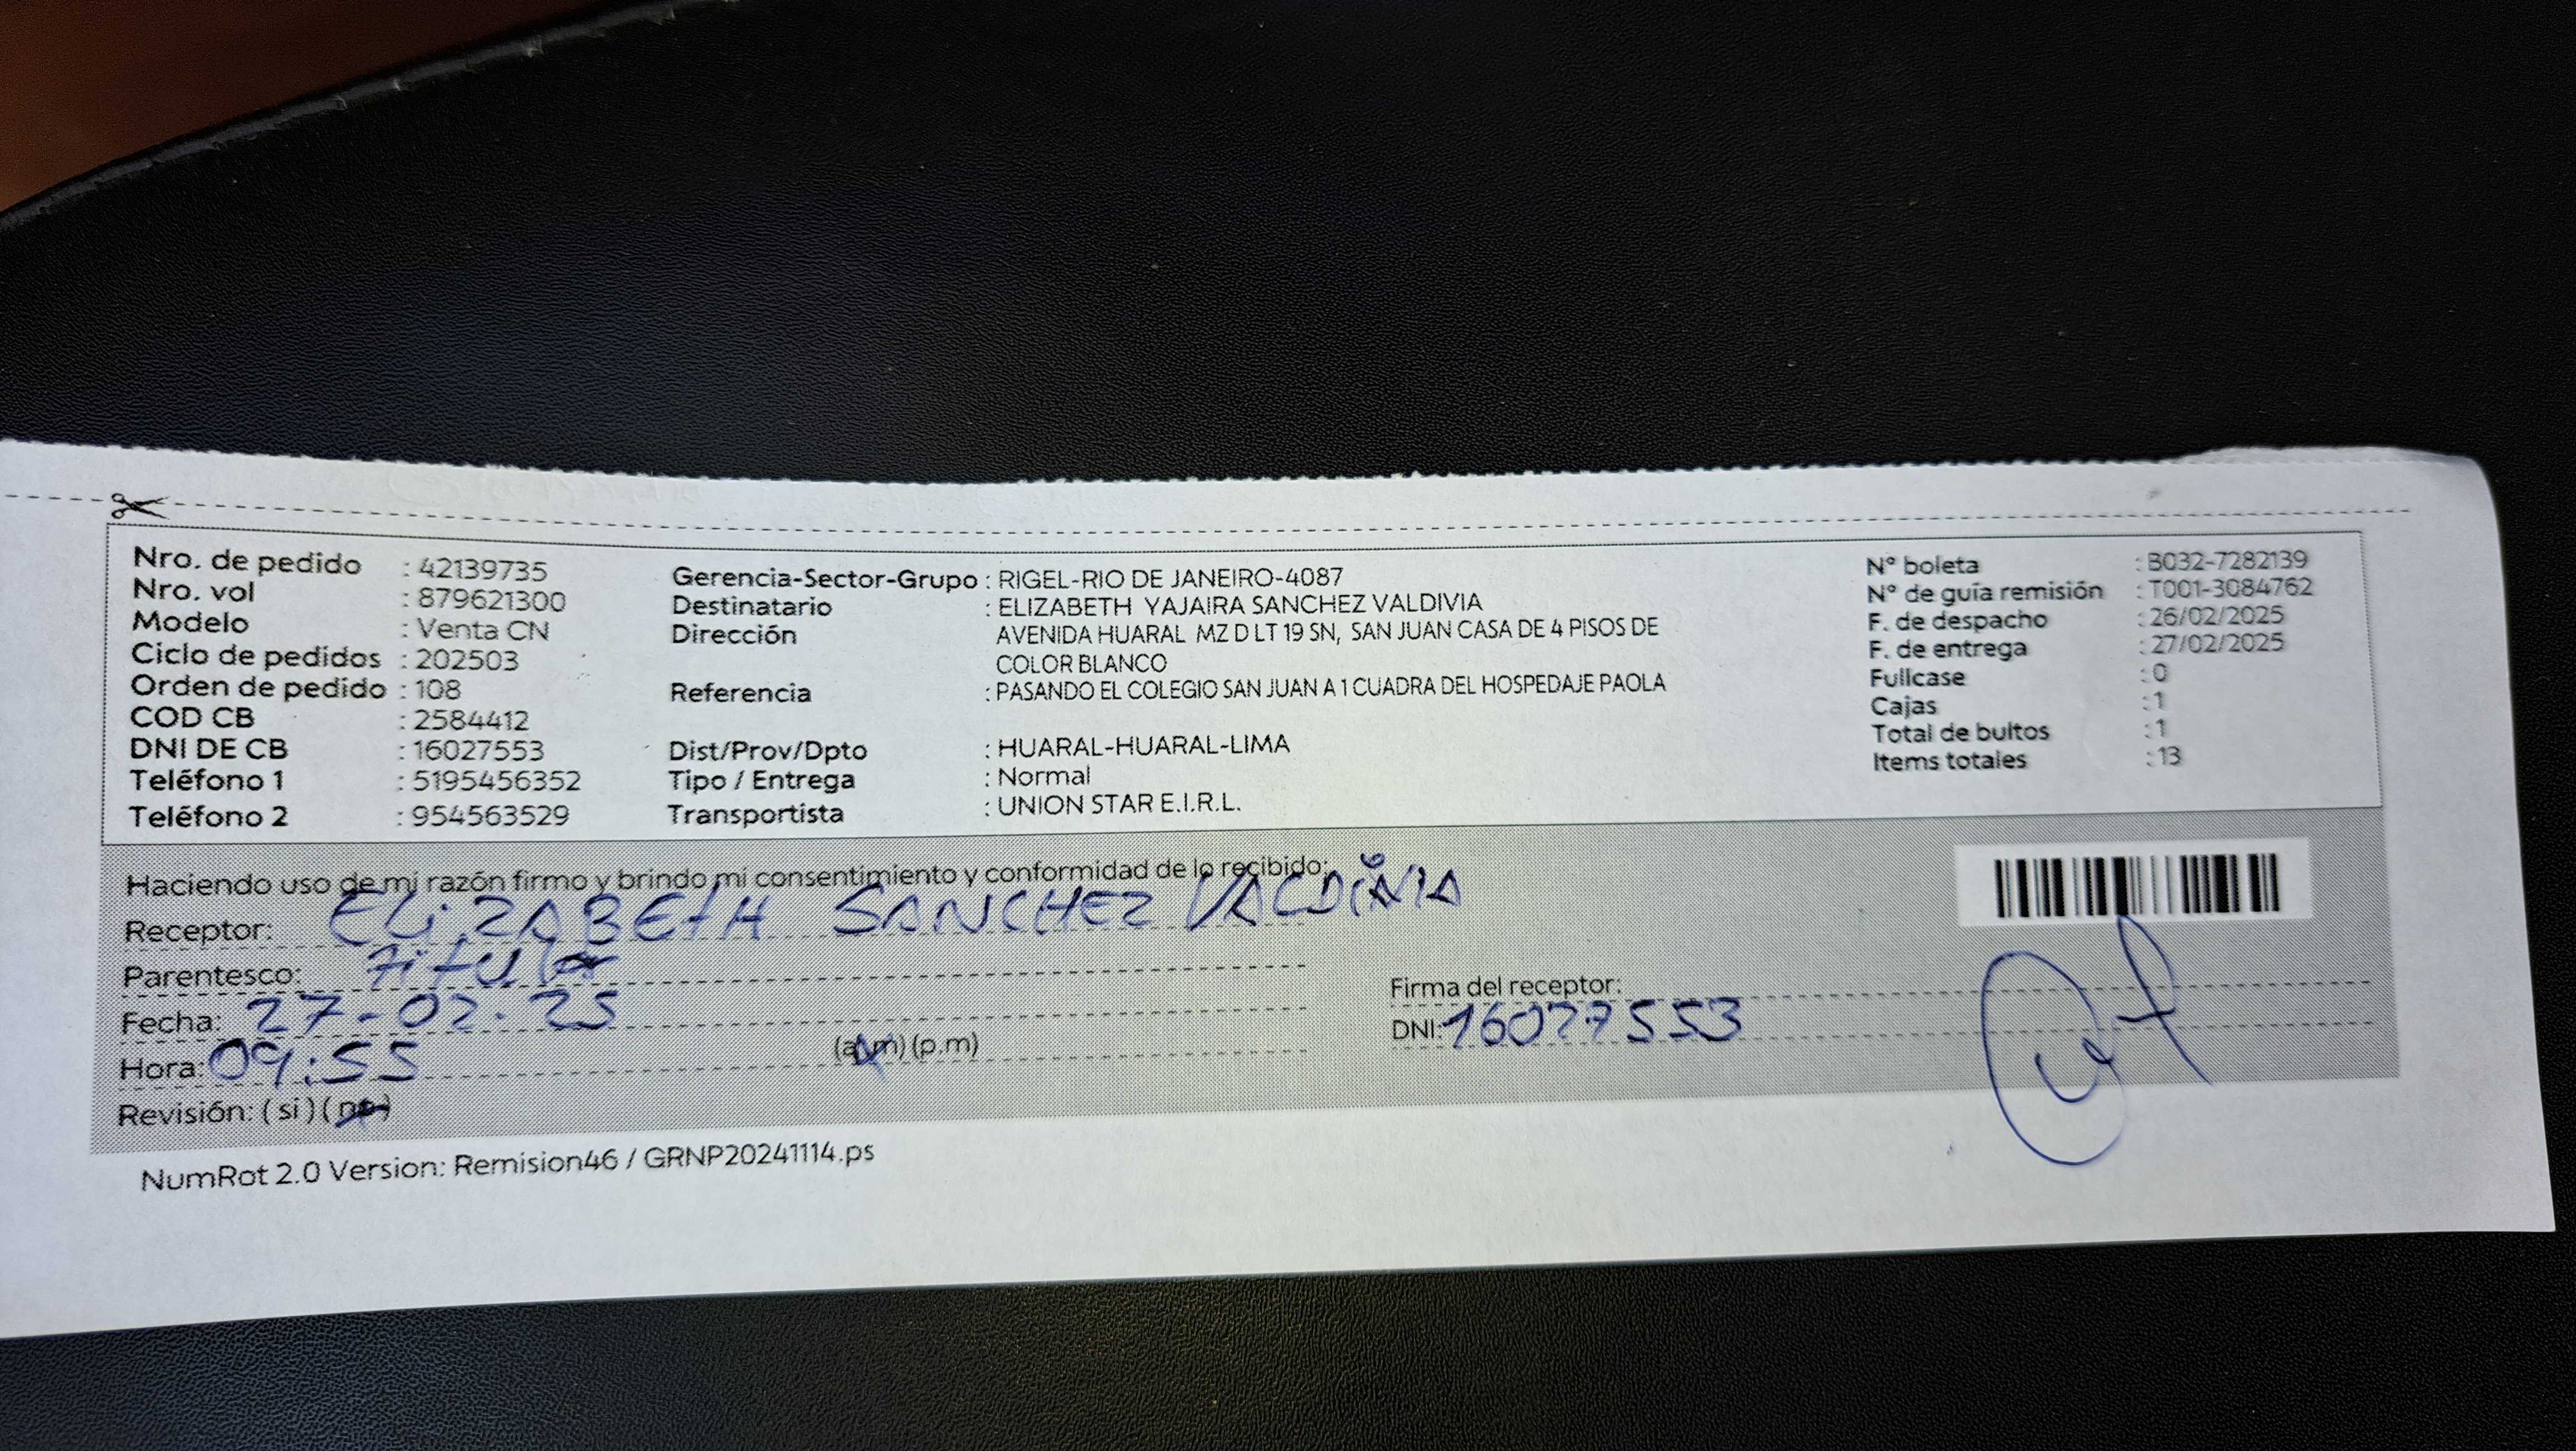 Nro. de pedido : 42139735
Nro. vol : 879621300
Modelo : Venta CN
Ciclo de pedidos : 202503
Orden de pedido : 108
COD CB : 2584412
DNI DE CB : 16027553
Teléfono 1 : 5195456352
Teléfono 2 : 954563529
Gerencia-Sector-Grupo : RIGEL-RIO DE JANEIRO-4087
Destinatario : ELIZABETH YAJAIRA SANCHEZ VALDIVIA
Dirección AVENIDA HUARAL MZ D LT 19 SN, SAN JUAN CASA DE 4 PISOS DE
COLOR BLANCO
Referencia : PASANDO EL COLEGIO SAN JUAN A 1 CUADRA DEL HOSPEDAJE PAOLA
Dist/Prov/Dpto : HUARAL-HUARAL-LIMA
Tipo / Entrega : Normal
Transportista : UNION STAR E.I.R.L.
N° boleta : B032-7282139
N° de guía remisión : T001-3084762
F. de despacho : 26/02/2025
F. de entrega : 27/02/2025
Fullcase : 0
Cajas : 1
Total de bultos : 1
Items totales : 13
Haciendo uso de mi razón firmo y brindo mi consentimiento y conformidad de lo recibido:
Receptor: ELIZABETH SANCHEZ VALDIVIA
Parentesco: Titular
Fecha: 27-02-25
Hora: 09:55 (a.m) (p.m)
Revisión: (si) (no)
Firma del receptor:
DNI: 16027553
NumRot 2.0 Version: Remision46 / GRNP20241114.ps